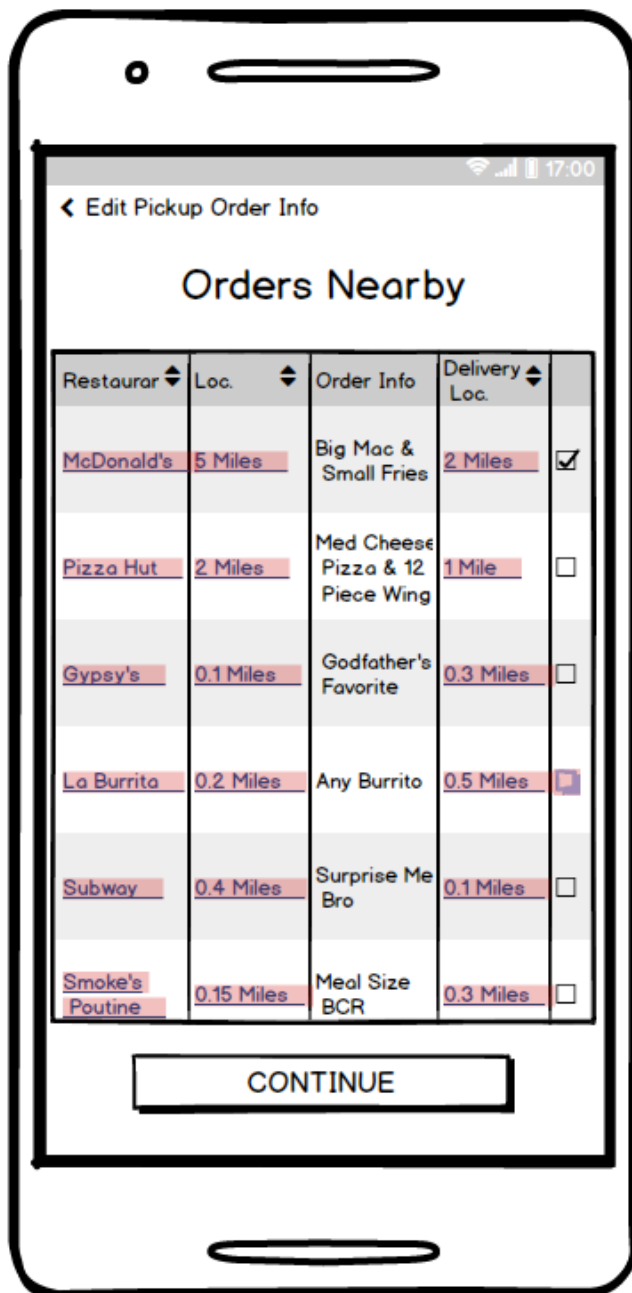 17:00
Edit Pickup Order Info
Orders Nearby
Restaurar Loc. Order Info Delivery
Loc.
McDonald's 5 Miles Big Mac &
Small Fries 2 Miles
Pizza Hut 2 Miles Med Cheese
Pizza & 12
Piece Wing 1 Mile
Gypsy's 0.1 Miles Godfather's
Favorite 0.3 Miles
La Burrita 0.2 Miles Any Burrito 0.5 Miles
Subway 0.4 Miles Surprise Me
Bro 0.1 Miles
Smoke's
Poutine 0.15 Miles Meal Size
BCR 0.3 Miles
CONTINUE